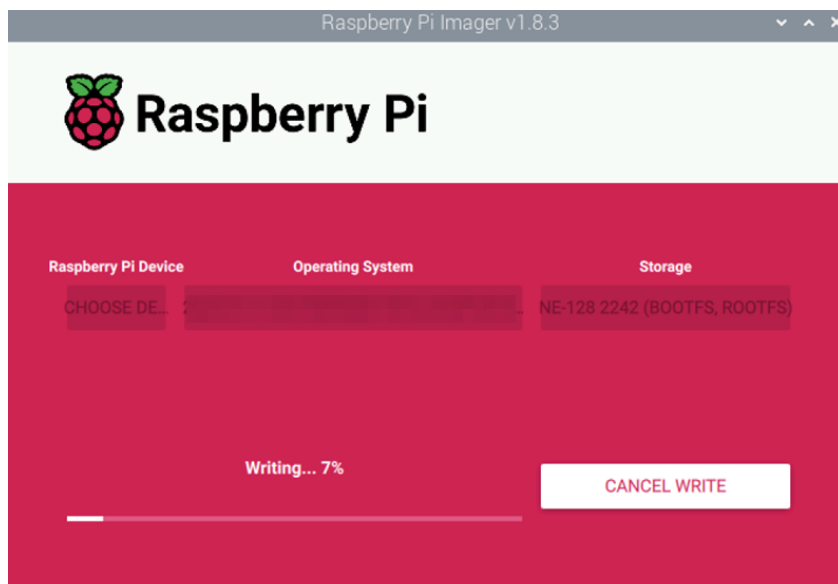 Raspberry Pi Imager v1.8.3
Raspberry Pi
Raspberry Pi Device
Operating System
Storage
CHOOSE DE...
NE-128 2242 (BOOTFS, ROOTFS)
Writing... 7%
CANCEL WRITE